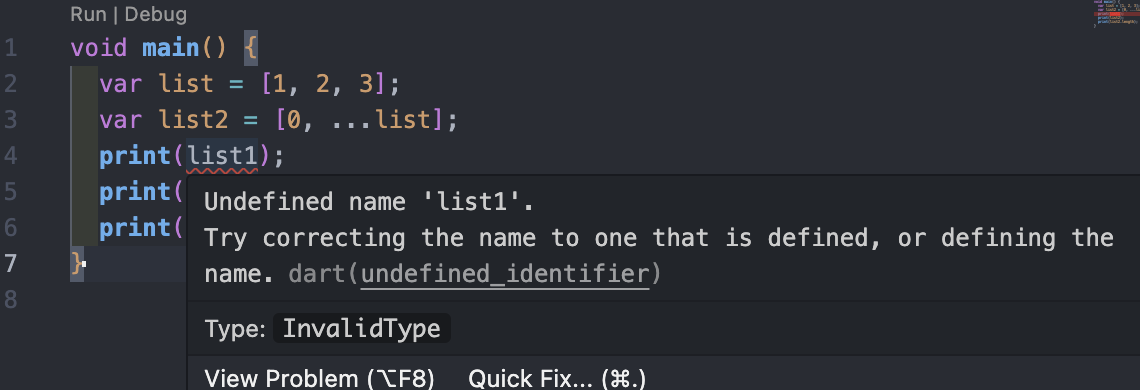 Run | Debug
1 void main() {
2 var list = [1, 2, 3];
3 var list2 = [0, ...list];
4 print(list1);
5 print(
6 print(
7 }
8
Undefined name 'list1'.
Try correcting the name to one that is defined, or defining the
name. dart(undefined_identifier)
Type: InvalidType
View Problem (⌥F8) Quick Fix... (⌘.)